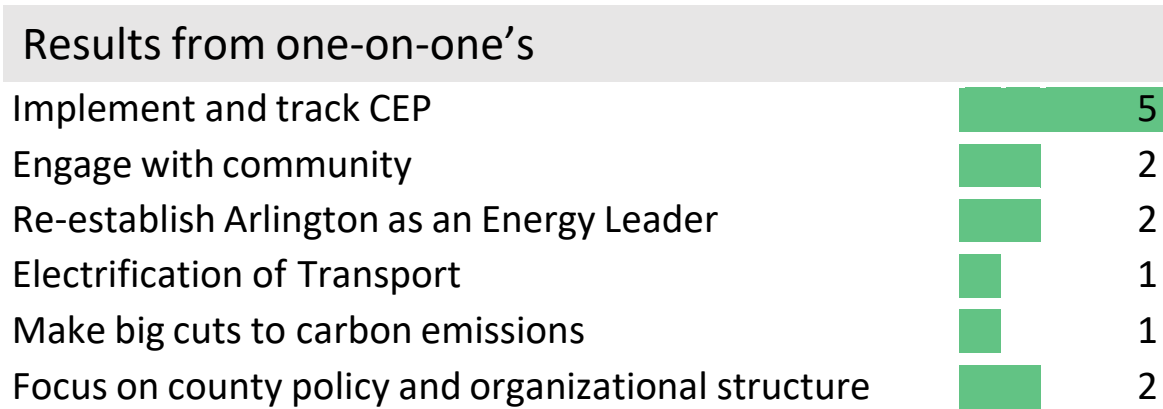 Results from one-on-one’s
Implement and track CEP 5
Engage with community 2
Re-establish Arlington as an Energy Leader 2
Electrification of Transport 1
Make big cuts to carbon emissions 1
Focus on county policy and organizational structure 2